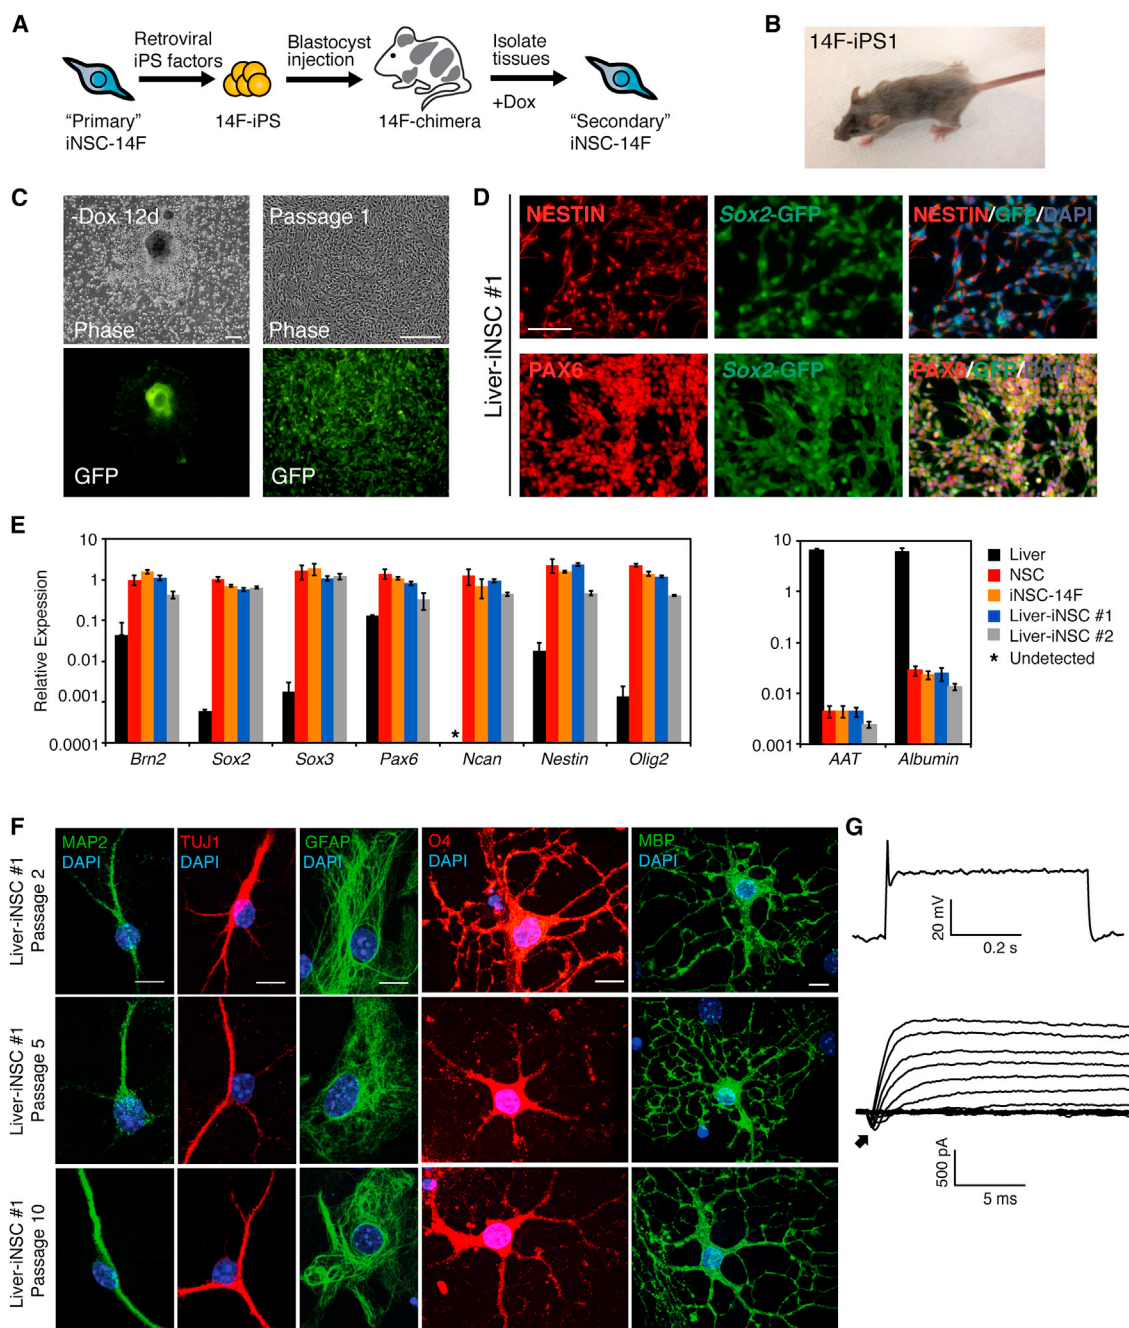 A
Retroviral
iPS factors
Blastocyst
injection
Isolate
tissues
+Dox
"Primary"
iNSC-14F
14F-iPS
14F-chimera
"Secondary"
iNSC-14F
B
14F-iPS1
C
-Dox 12d
Phase
Passage 1
Phase
GFP
GFP
D
Liver-iNSC #1
NESTIN
Sox2-GFP
NESTIN/GFP/DAPI
PAX6
Sox2-GFP
PAX6/GFP/DAPI
E
Relative Expession
10
1
0.1
0.01
0.001
0.0001
*
Brn2
Sox2
Sox3
Pax6
Ncan
Nestin
Olig2
10
1
0.1
0.01
0.001
AAT
Albumin
Liver
NSC
iNSC-14F
Liver-iNSC #1
Liver-iNSC #2
* Undetected
F
Liver-iNSC #1
Passage 2
MAP2
DAPI
TUJ1
DAPI
GFAP
DAPI
O4
DAPI
MBP
DAPI
Liver-iNSC #1
Passage 5
Liver-iNSC #1
Passage 10
G
20 mV
0.2 s
500 pA
5 ms